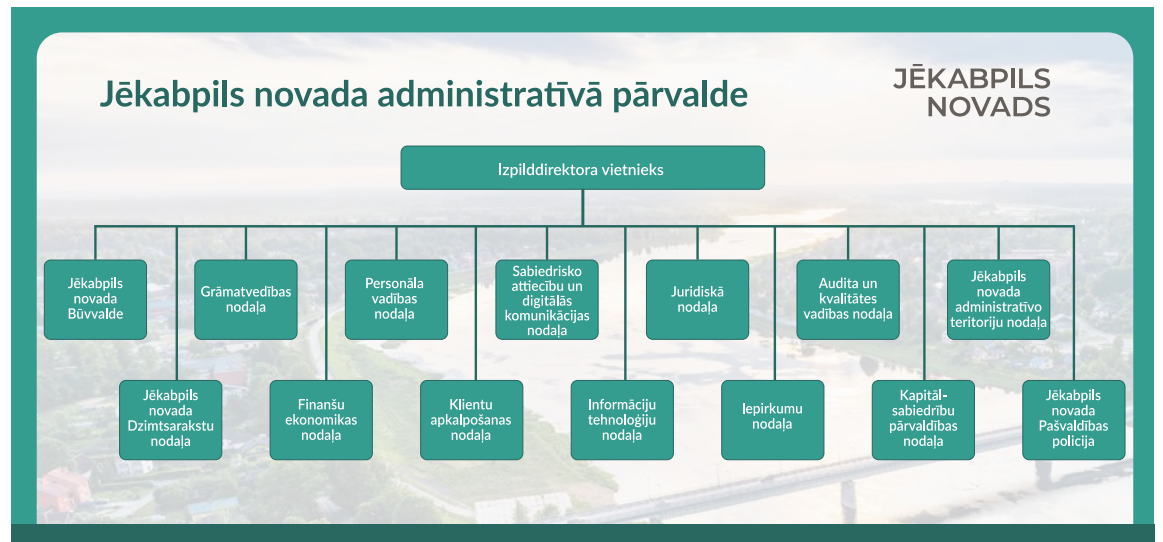 Jēkabpils novada administratīvā pārvalde
JĒKABPILS
NOVADS
Izpilddirektora vietnieks
Jēkabpils
novada
Būvvalde
Grāmatvedības
nodaļa
Personāla
vadības
nodaļa
Sabiedrisko
attiecību un
digitālās
komunikācijas
nodaļa
Juridiskā
nodaļa
Audita un
kvalitātes
vadības nodaļa
Jēkabpils
novada
administratīvo
teritoriju nodaļa
Jēkabpils
novada
Dzimtsarakstu
nodaļa
Finanšu
ekonomikas
nodaļa
Klientu
apkalpošanas
nodaļa
Informāciju
tehnoloģiju
nodaļa
Iepirkumu
nodaļa
Kapitāl-
sabiedrību
pārvaldības
nodaļa
Jēkabpils
novada
Pašvaldības
policija